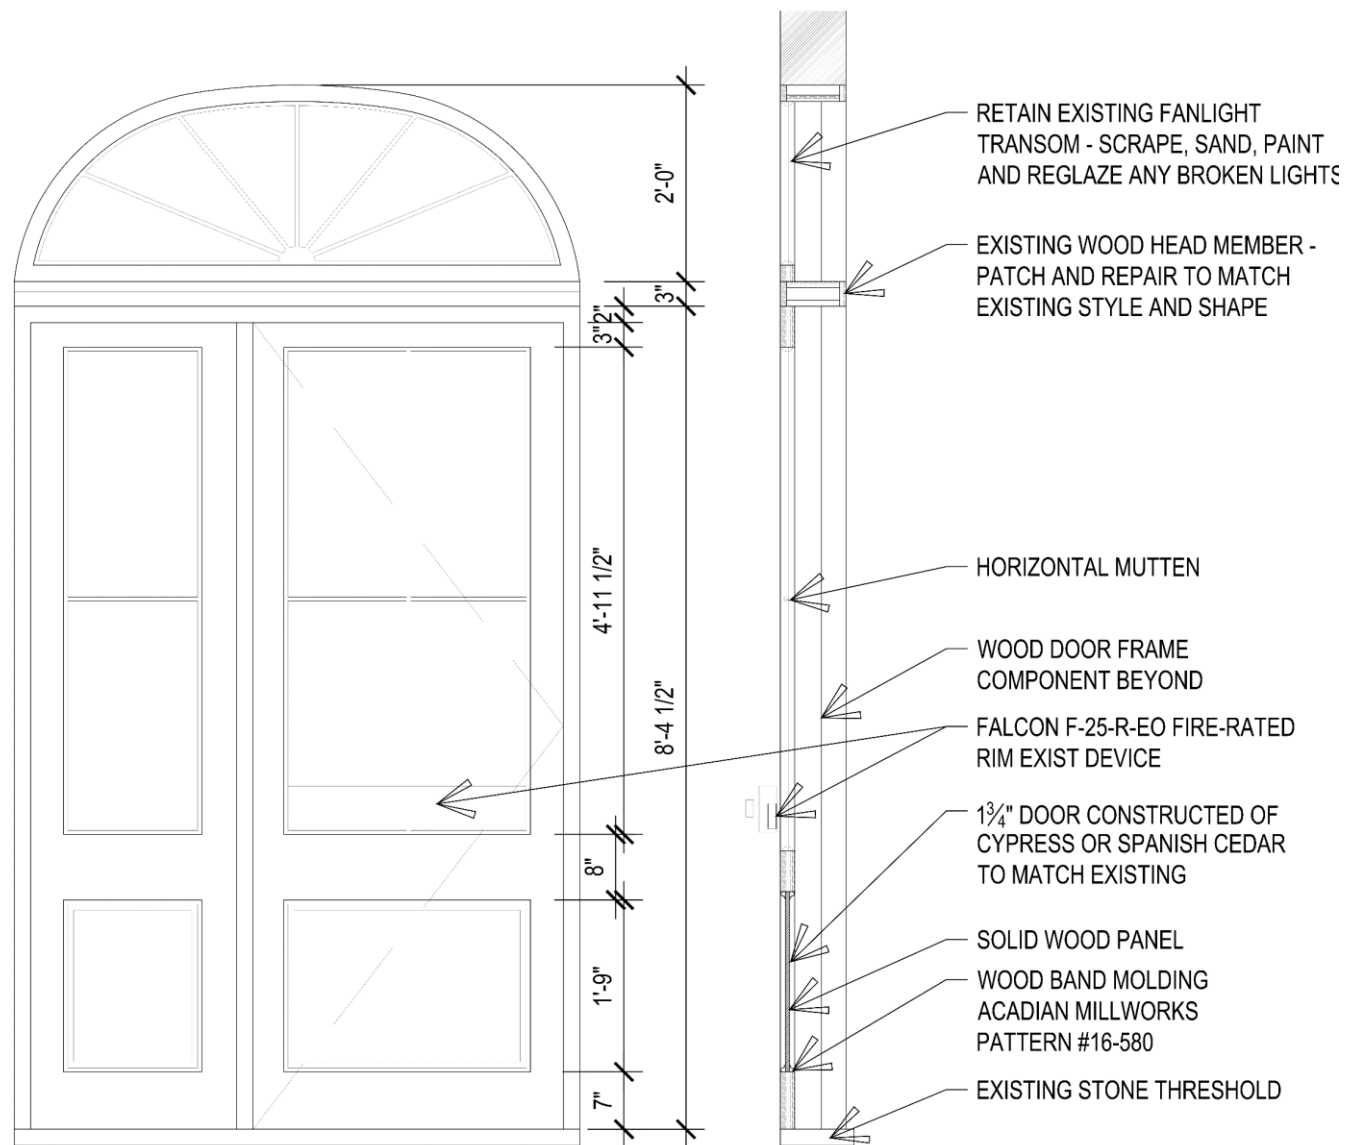 RETAIN EXISTING FANLIGHT
TRANSOM - SCRAPE, SAND, PAINT
AND REGLAZE ANY BROKEN LIGHTS
EXISTING WOOD HEAD MEMBER -
PATCH AND REPAIR TO MATCH
EXISTING STYLE AND SHAPE
HORIZONTAL MUTTEN
WOOD DOOR FRAME
COMPONENT BEYOND
FALCON F-25-R-EO FIRE-RATED
RIM EXIST DEVICE
1¾" DOOR CONSTRUCTED OF
CYPRESS OR SPANISH CEDAR
TO MATCH EXISTING
SOLID WOOD PANEL
WOOD BAND MOLDING
ACADIAN MILLWORKS
PATTERN #16-580
EXISTING STONE THRESHOLD
2'-0"
3"
2"
3"
4'-11 1/2"
8'-4 1/2"
8"
1'-9"
7"